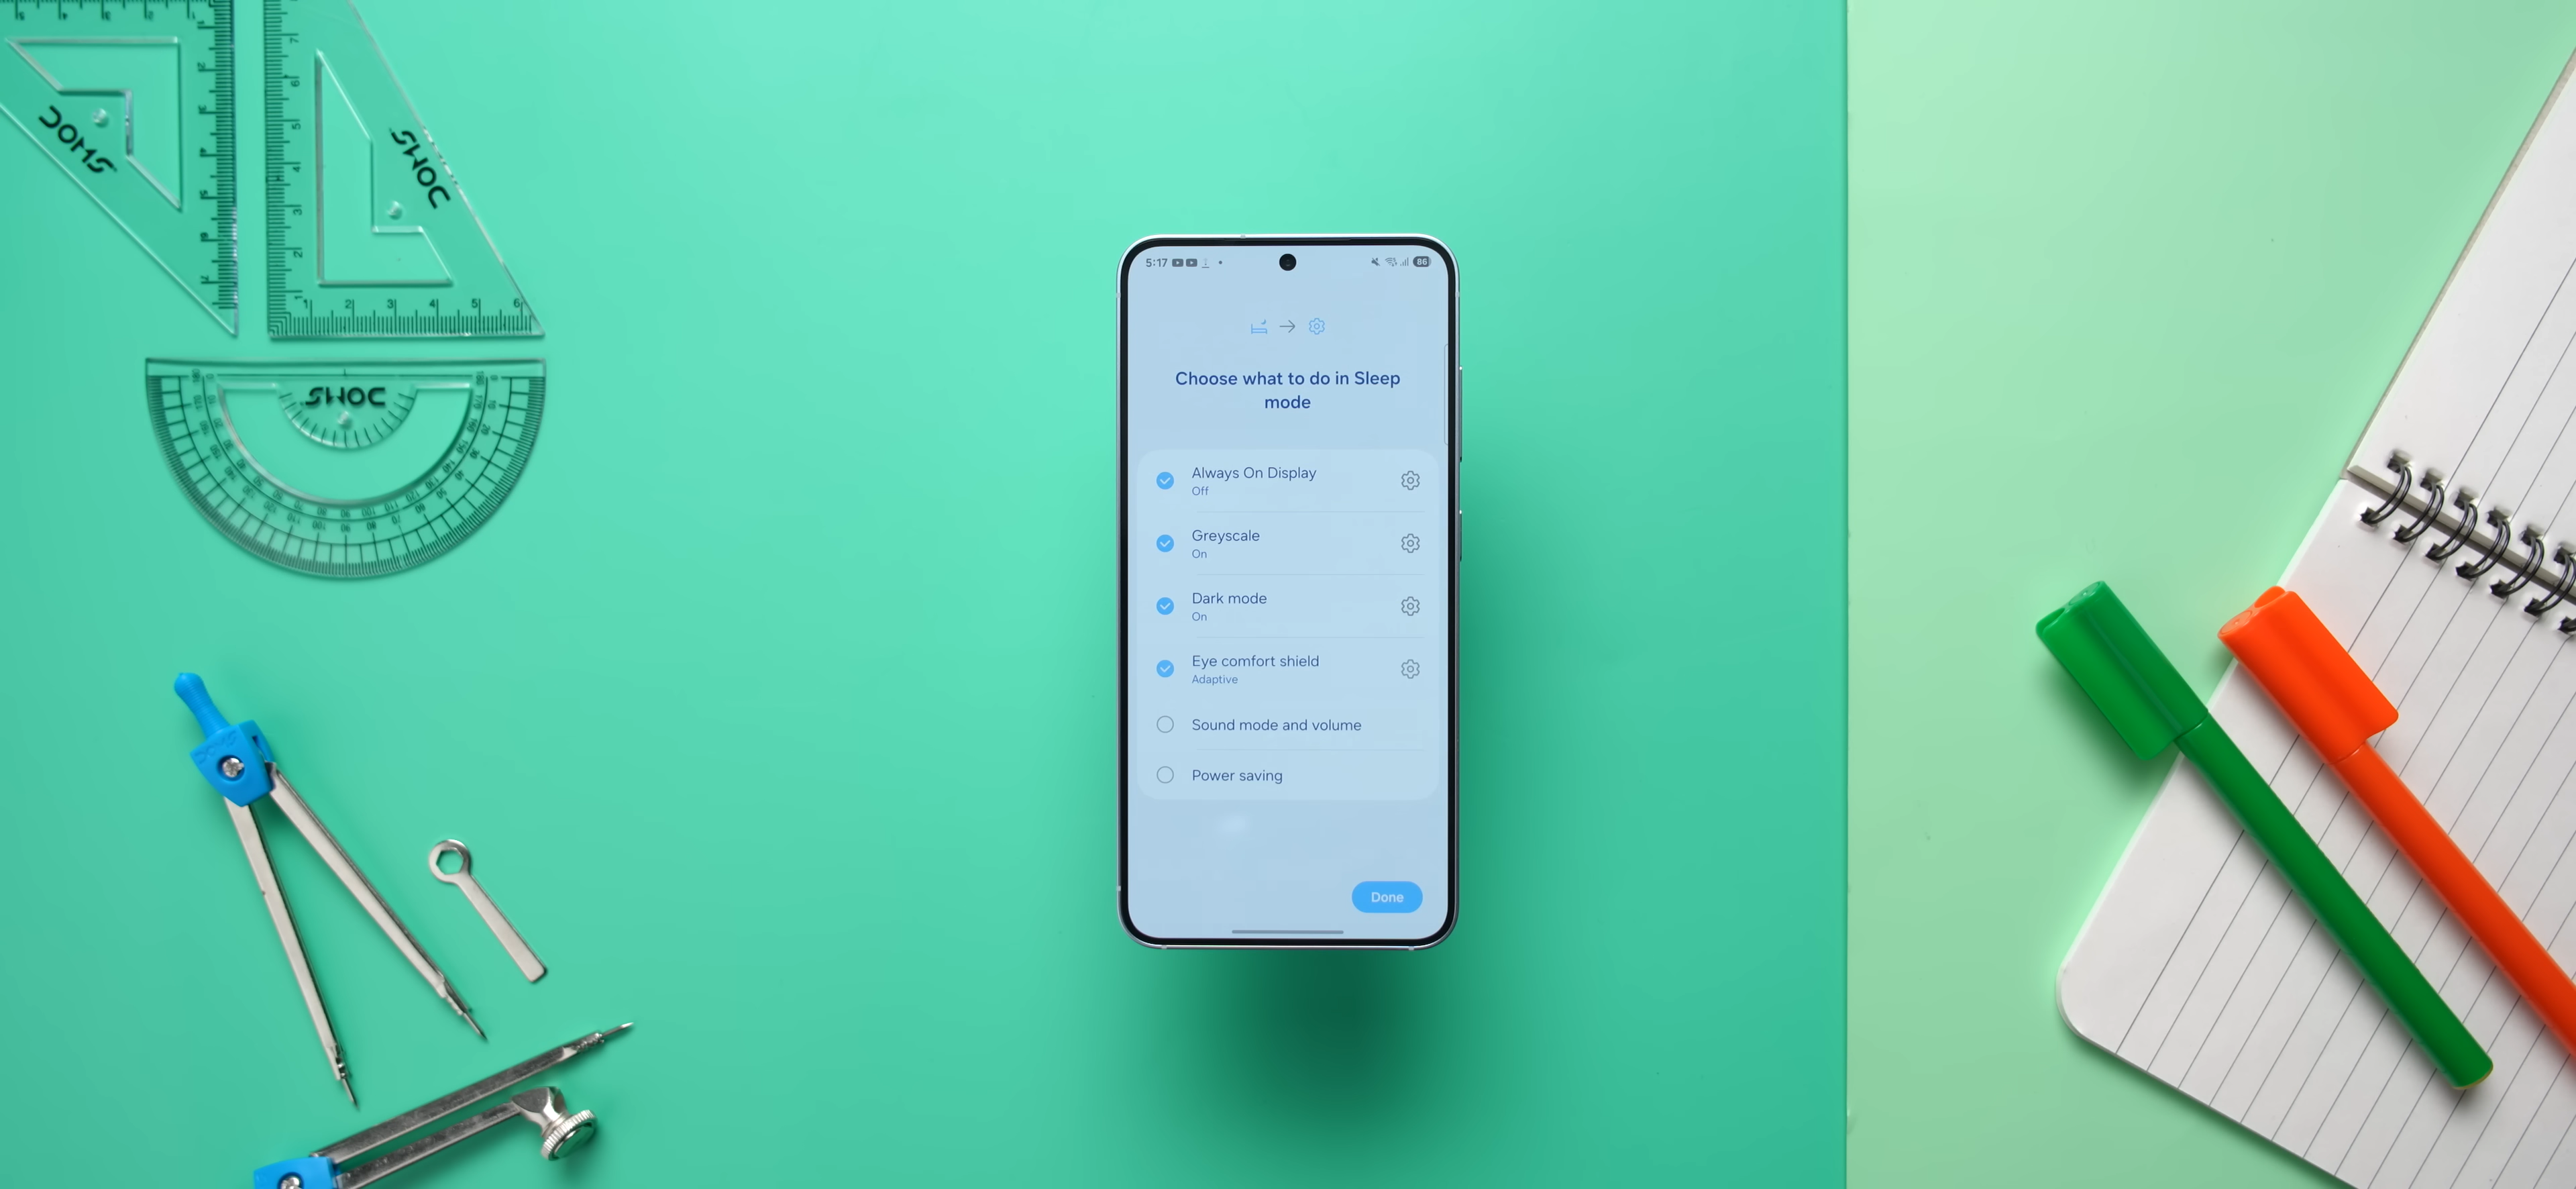 DOMS
DOMS
DOMS
5:17
86
Choose what to do in Sleep
mode
Always On Display
Off
Greyscale
On
Dark mode
On
Eye comfort shield
Adaptive
Sound mode and volume
Power saving
Done